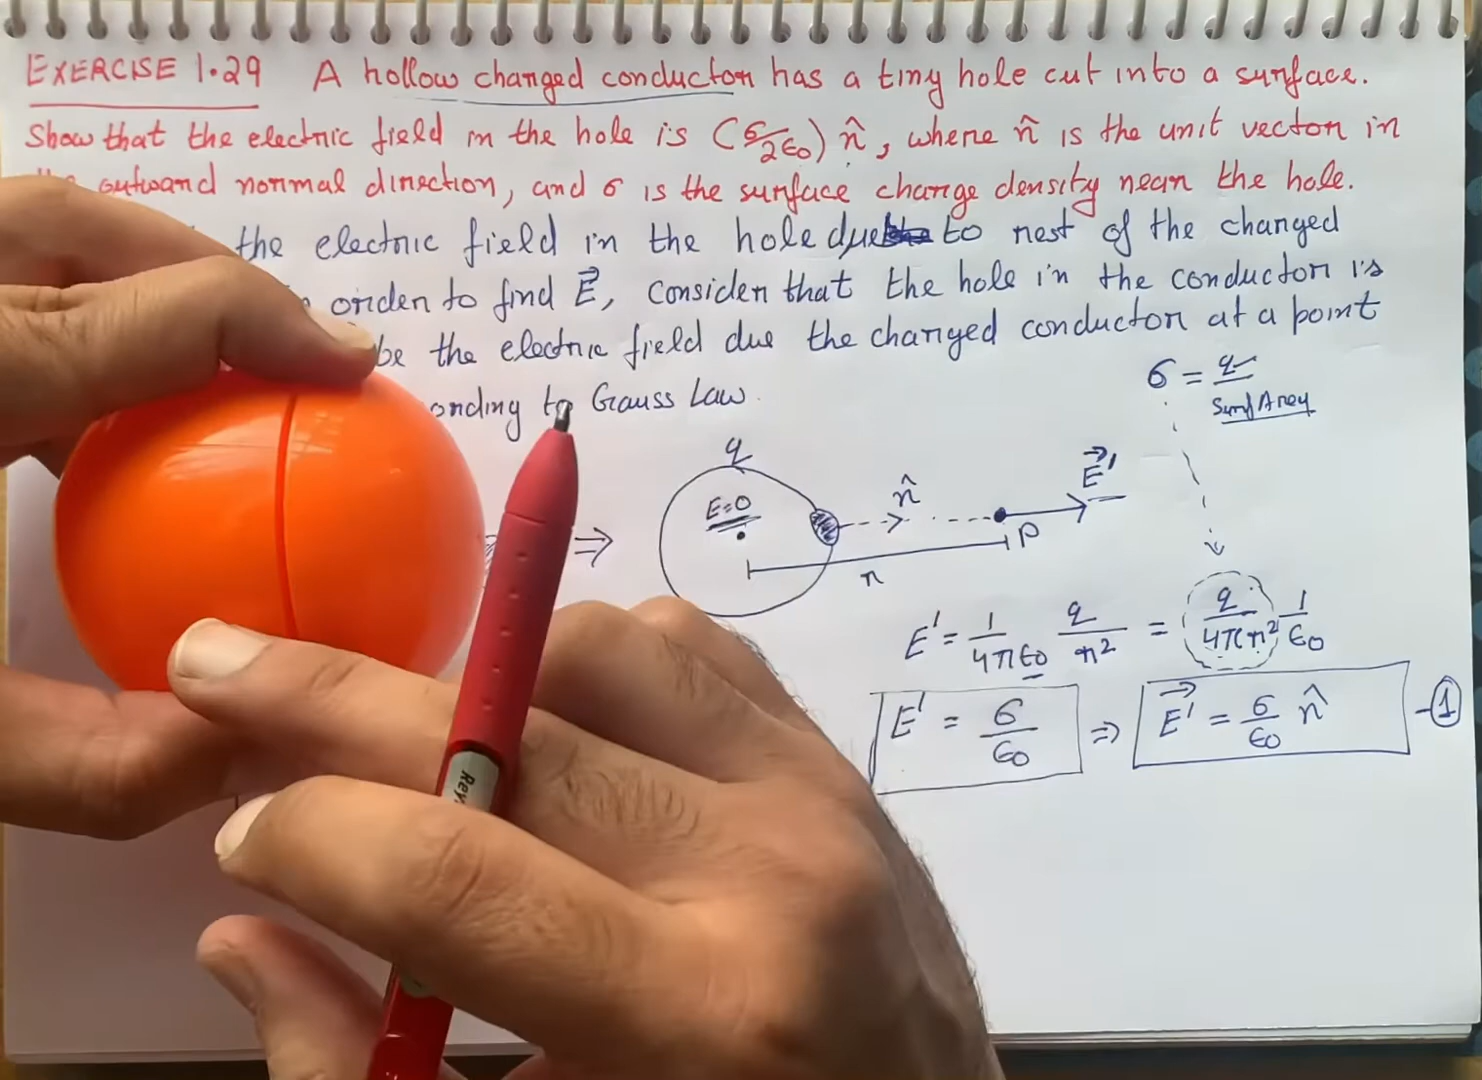 EXERCISE 1.29 A hollow charged conductor has a tiny hole cut into a surface.
Show that the electric field in the hole is (σ/2ϵ0) n̂, where n̂ is the unit vector in
outward normal direction, and σ is the surface charge density near the hole.
the electric field in the hole due to rest of the charged
order to find E⃗, Consider that the hole in the conductor is
be the electric field due the charged conductor at a point
onding to Gauss Law.
σ = q/Surf Area
q
E=0
n̂
E⃗'
P
⇒
r
E' = 1/4πϵ0 q/r² = q/4πr² 1/ϵ0
E' = σ/ϵ0 ⇒ E⃗' = σ/ϵ0 n̂ -①